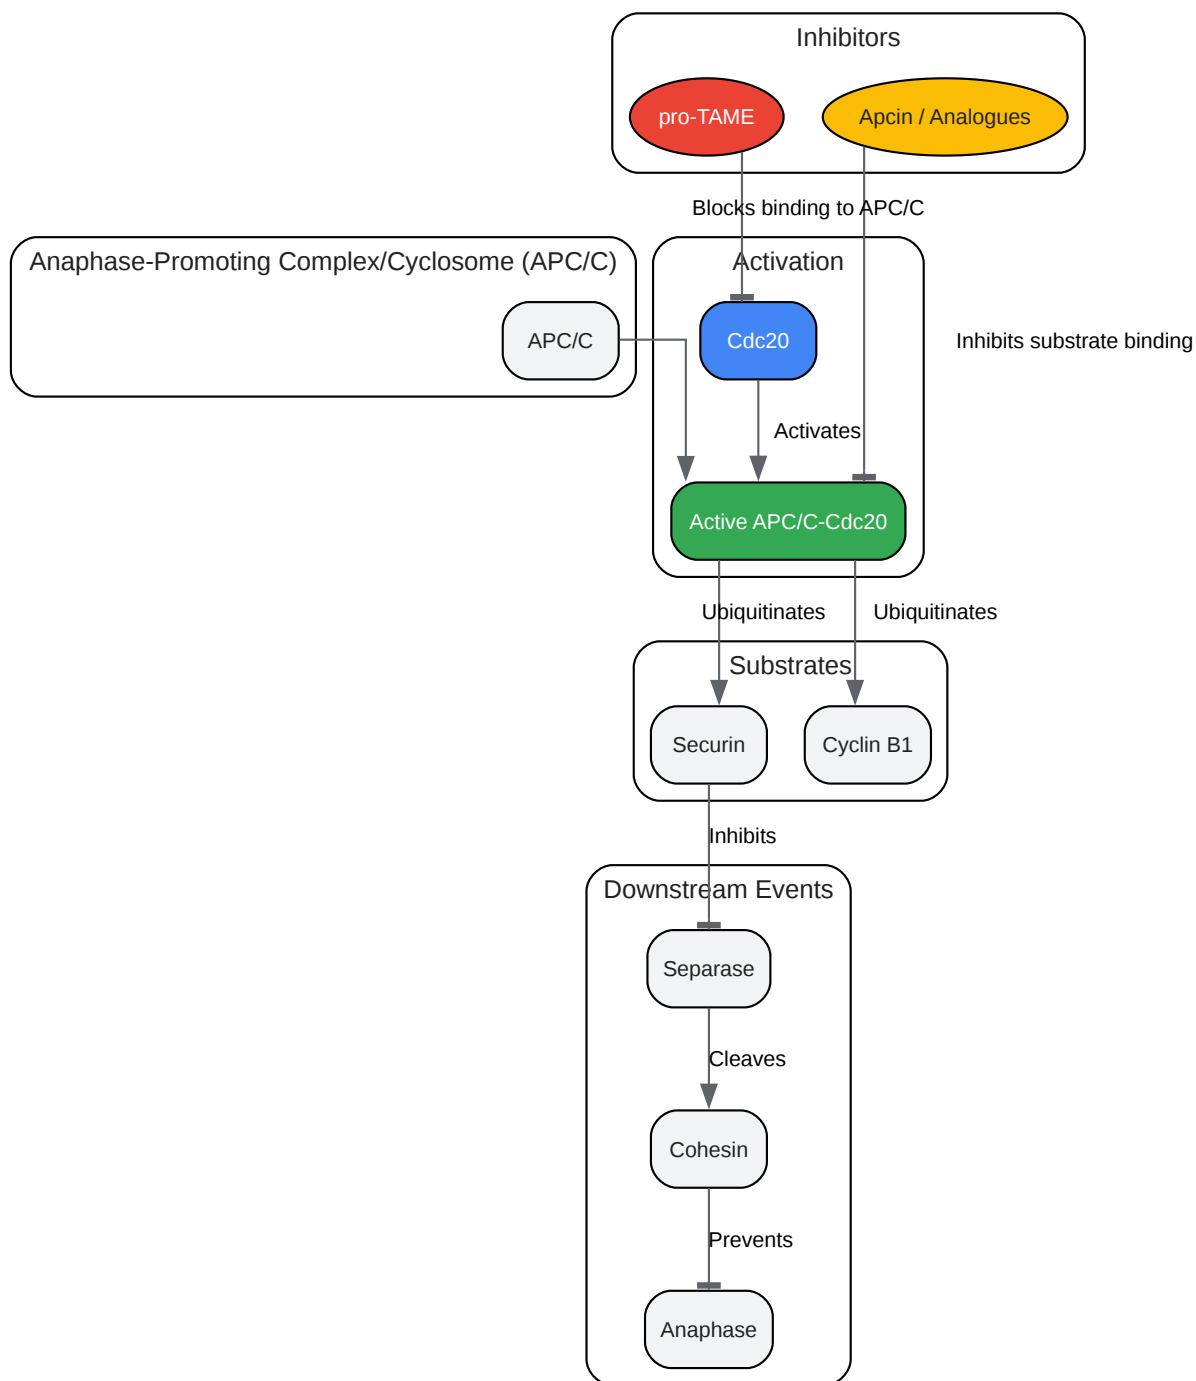 Inhibitors
pro-TAME
Apcin / Analogues
Blocks binding to APC/C
Anaphase-Promoting Complex/Cyclosome (APC/C)
Activation
APC/C
Cdc20
Inhibits substrate binding
Activates
Active APC/C-Cdc20
Ubiquitinates
Ubiquitinates
Substrates
Securin
Cyclin B1
Inhibits
Downstream Events
Separase
Cleaves
Cohesin
Prevents
Anaphase